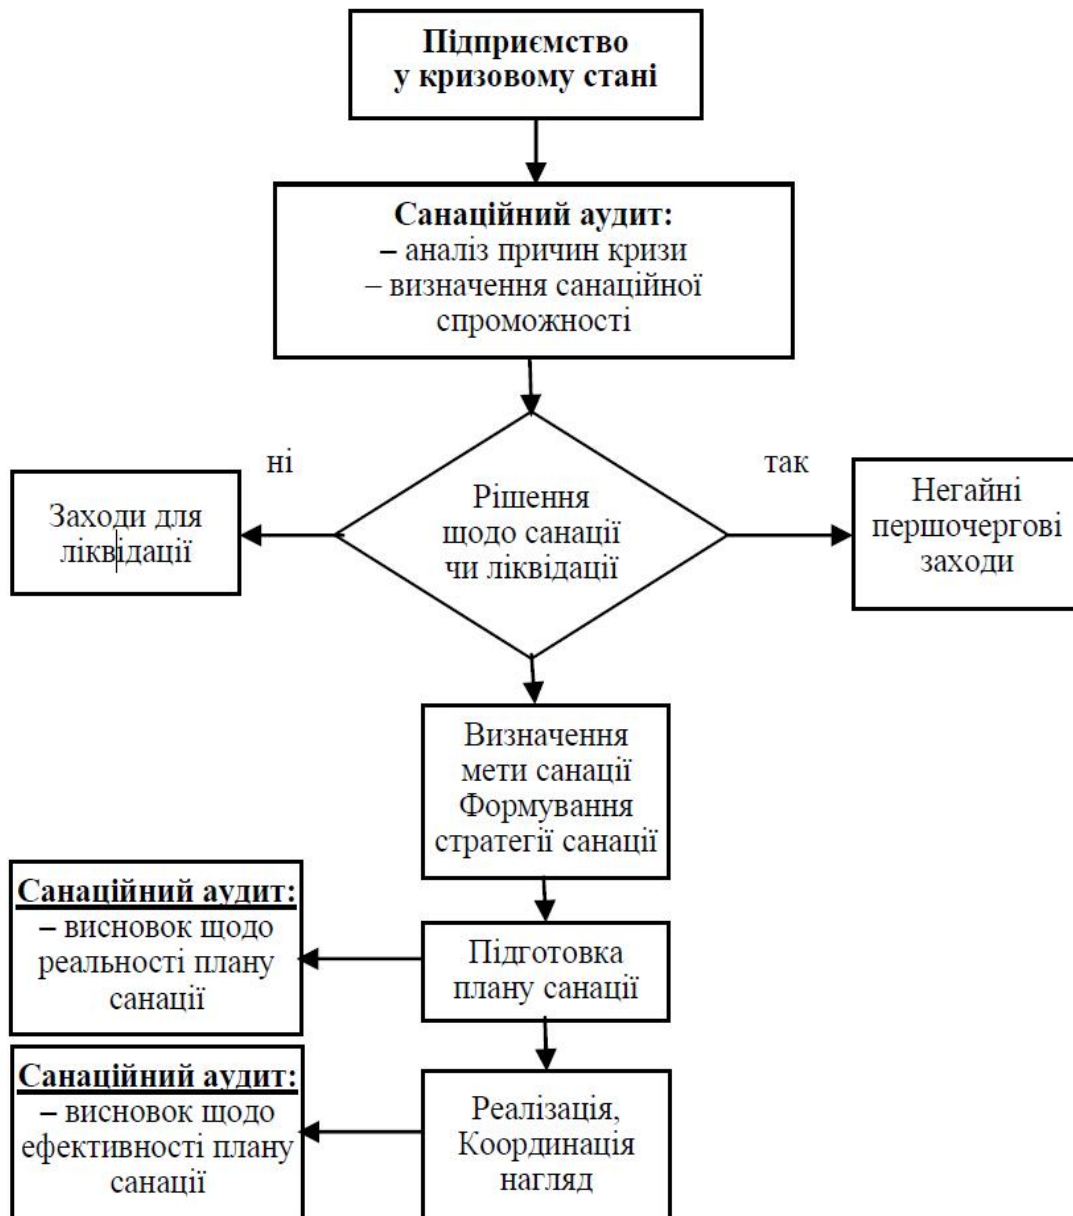 Підприємство
у кризовому стані
Санаційний аудит:
– аналіз причин кризи
– визначення санаційної
спроможності
ні
так
Заходи для
ліквідації
Рішення
щодо санації
чи ліквідації
Негайні
першочергові
заходи
Визначення
мети санації
Формування
стратегії санації
Санаційний аудит:
– висновок щодо
реальності плану
санації
Підготовка
плану санації
Санаційний аудит:
– висновок щодо
ефективності плану
санації
Реалізація,
Координація
нагляд